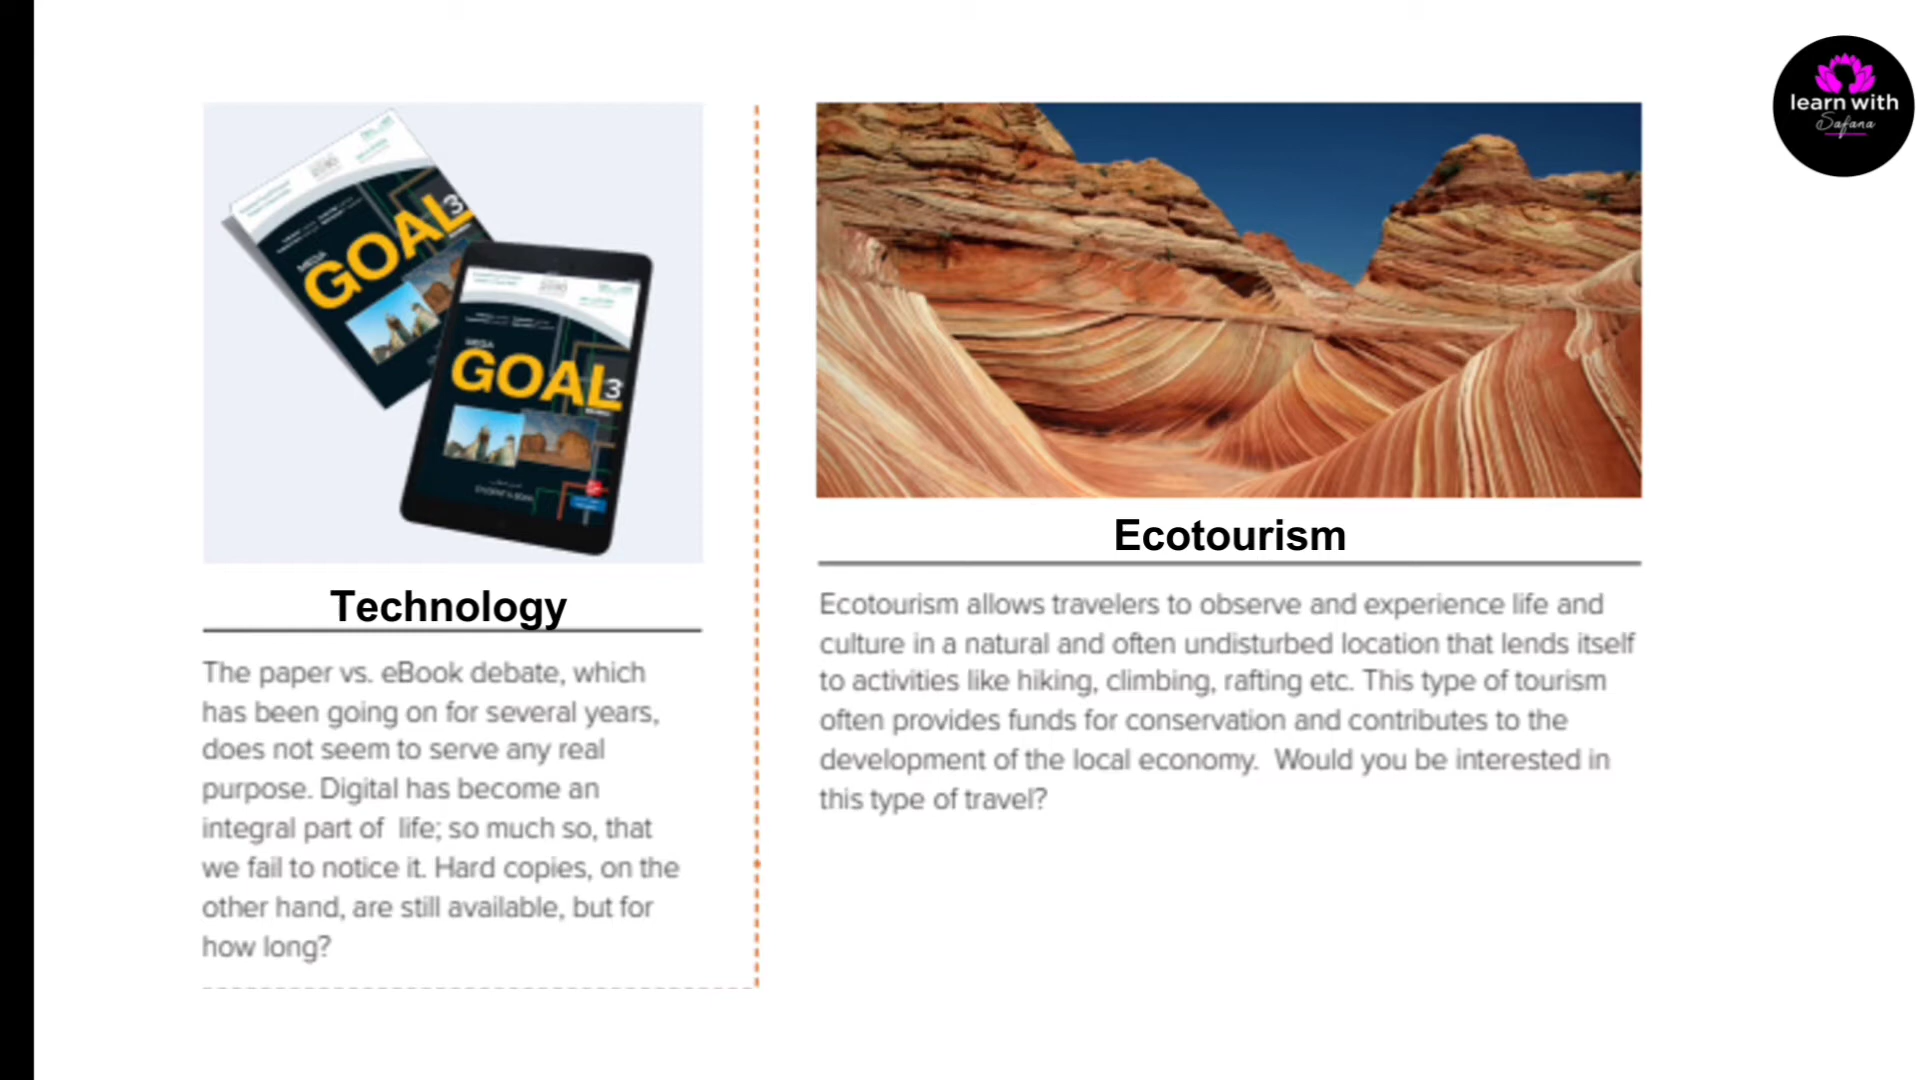 learn with
Safana
MEGA
GOAL
3
MEGA
GOAL
3
Technology
The paper vs. eBook debate, which
has been going on for several years,
does not seem to serve any real
purpose. Digital has become an
integral part of life; so much so, that
we fail to notice it. Hard copies, on the
other hand, are still available, but for
how long?
Ecotourism
Ecotourism allows travelers to observe and experience life and
culture in a natural and often undisturbed location that lends itself
to activities like hiking, climbing, rafting etc. This type of tourism
often provides funds for conservation and contributes to the
development of the local economy. Would you be interested in
this type of travel?